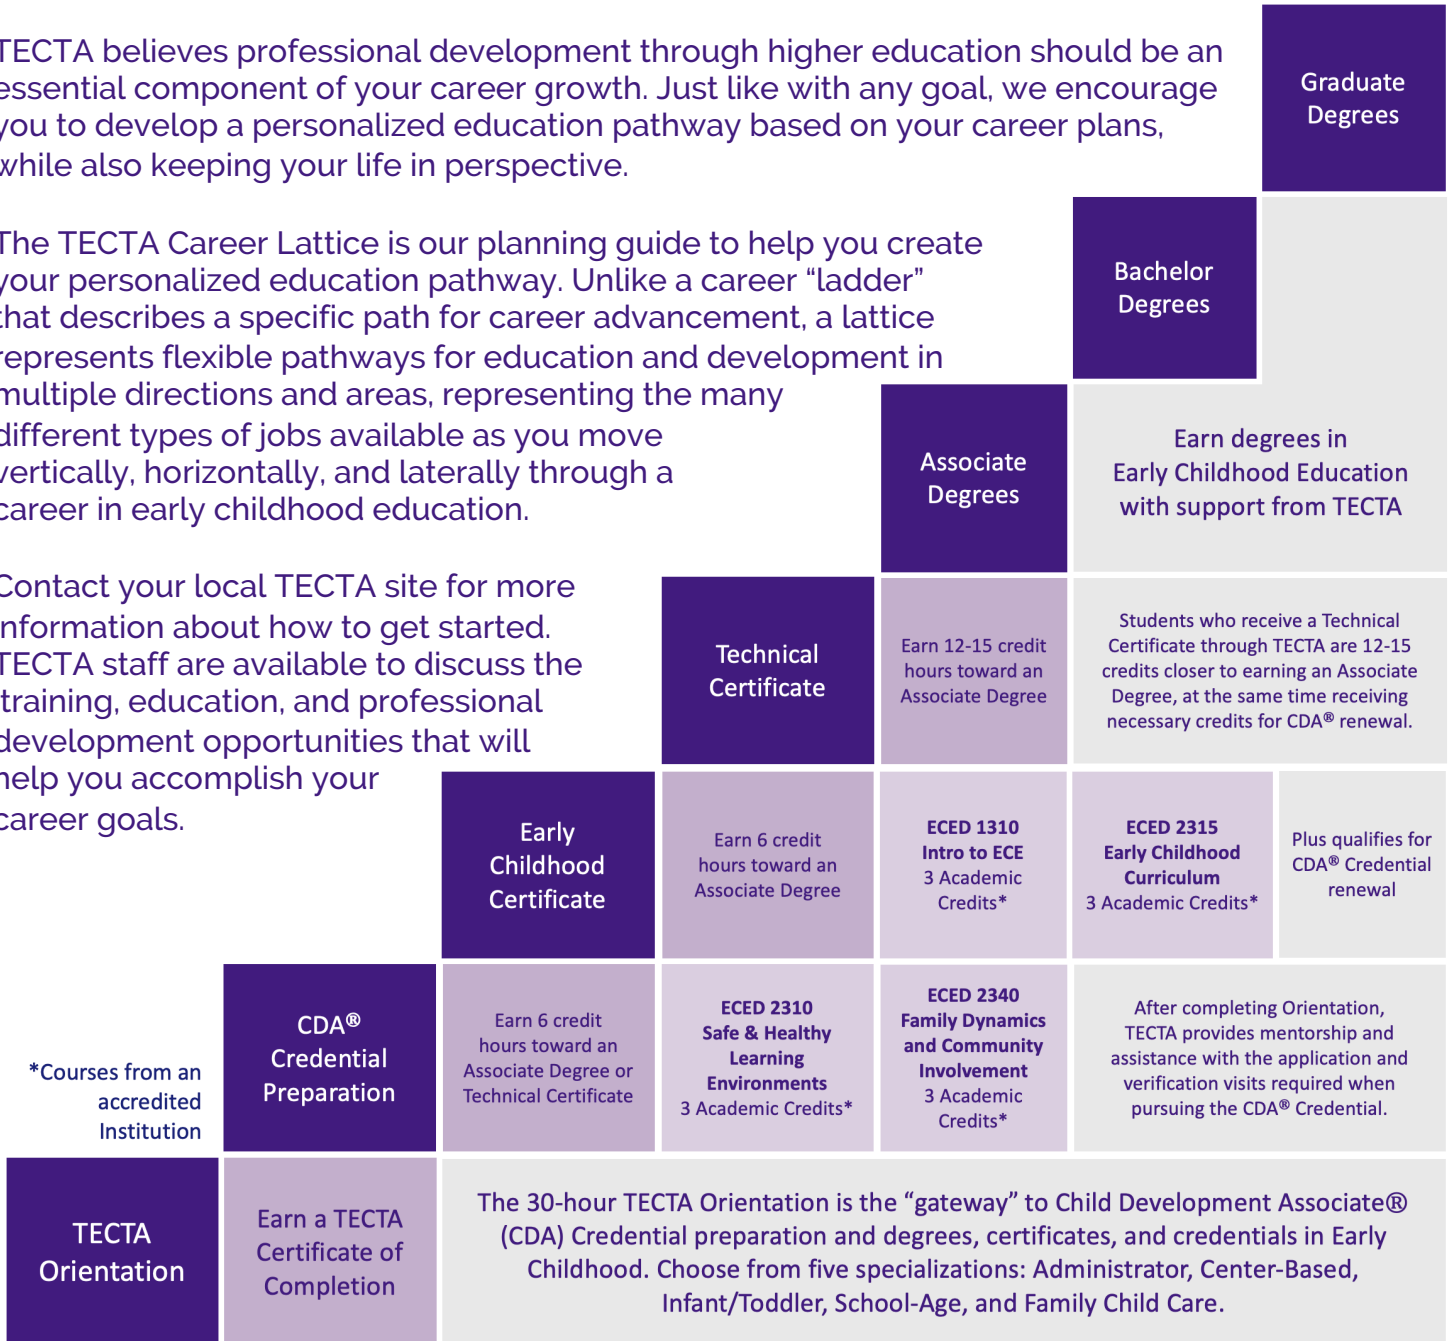 TECTA believes professional development through higher education should be an
essential component of your career growth. Just like with any goal, we encourage
you to develop a personalized education pathway based on your career plans,
while also keeping your life in perspective.
The TECTA Career Lattice is our planning guide to help you create
your personalized education pathway. Unlike a career “ladder”
that describes a specific path for career advancement, a lattice
represents flexible pathways for education and development in
multiple directions and areas, representing the many
different types of jobs available as you move
vertically, horizontally, and laterally through a
career in early childhood education.
Contact your local TECTA site for more
information about how to get started.
TECTA staff are available to discuss the
training, education, and professional
development opportunities that will
help you accomplish your
career goals.
Graduate
Degrees
Bachelor
Degrees
Associate
Degrees
Earn degrees in
Early Childhood Education
with support from TECTA
Technical
Certificate
Earn 12-15 credit
hours toward an
Associate Degree
Students who receive a Technical
Certificate through TECTA are 12-15
credits closer to earning an Associate
Degree, at the same time receiving
necessary credits for CDA® renewal.
Early
Childhood
Certificate
Earn 6 credit
hours toward an
Associate Degree
ECED 1310
Intro to ECE
3 Academic
Credits*
ECED 2315
Early Childhood
Curriculum
3 Academic Credits*
Plus qualifies for
CDA® Credential
renewal
*Courses from an
accredited
Institution
CDA®
Credential
Preparation
Earn 6 credit
hours toward an
Associate Degree or
Technical Certificate
ECED 2310
Safe & Healthy
Learning
Environments
3 Academic Credits*
ECED 2340
Family Dynamics
and Community
Involvement
3 Academic
Credits*
After completing Orientation,
TECTA provides mentorship and
assistance with the application and
verification visits required when
pursuing the CDA® Credential.
TECTA
Orientation
Earn a TECTA
Certificate of
Completion
The 30-hour TECTA Orientation is the “gateway” to Child Development Associate®
(CDA) Credential preparation and degrees, certificates, and credentials in Early
Childhood. Choose from five specializations: Administrator, Center-Based,
Infant/Toddler, School-Age, and Family Child Care.